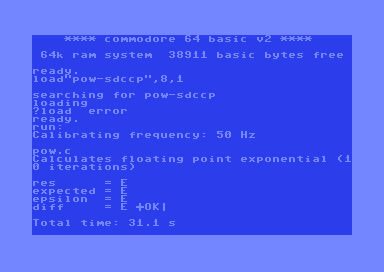 **** commodore 64 basic v2 ****
64k ram system  38911 basic bytes free
ready.
load"pow-sdccp",8,1
searching for pow-sdccp
loading
?load  error
ready.
run:
Calibrating frequency: 50 Hz
pow.c
Calculates floating point exponential (1
0 iterations)
res      = E
expected = E
epsilon  = E
diff     = E +OK|
Total time: 31.1 s